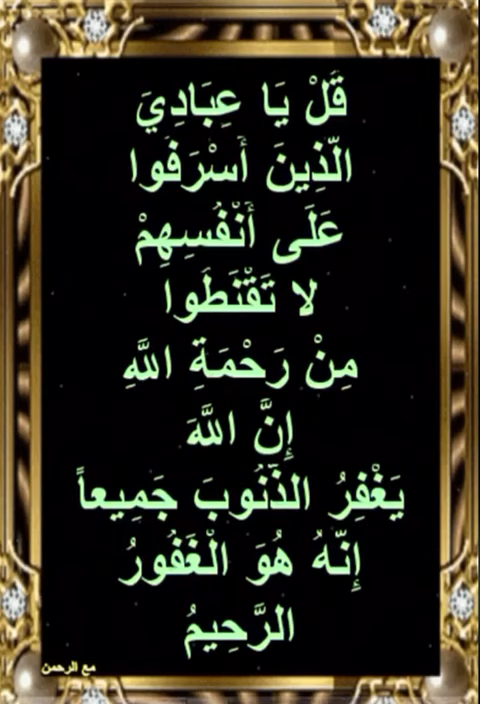 قُلْ يَا عِبَادِيَ
الَّذِينَ أَسْرَفُوا
عَلَى أَنْفُسِهِمْ
لا تَقْنَطُوا
مِنْ رَحْمَةِ اللَّهِ
إِنَّ اللَّهَ
يَغْفِرُ الذُّنُوبَ جَمِيعاً
إِنَّهُ هُوَ الْغَفُورُ
الرَّحِيمُ
مع الرحمن